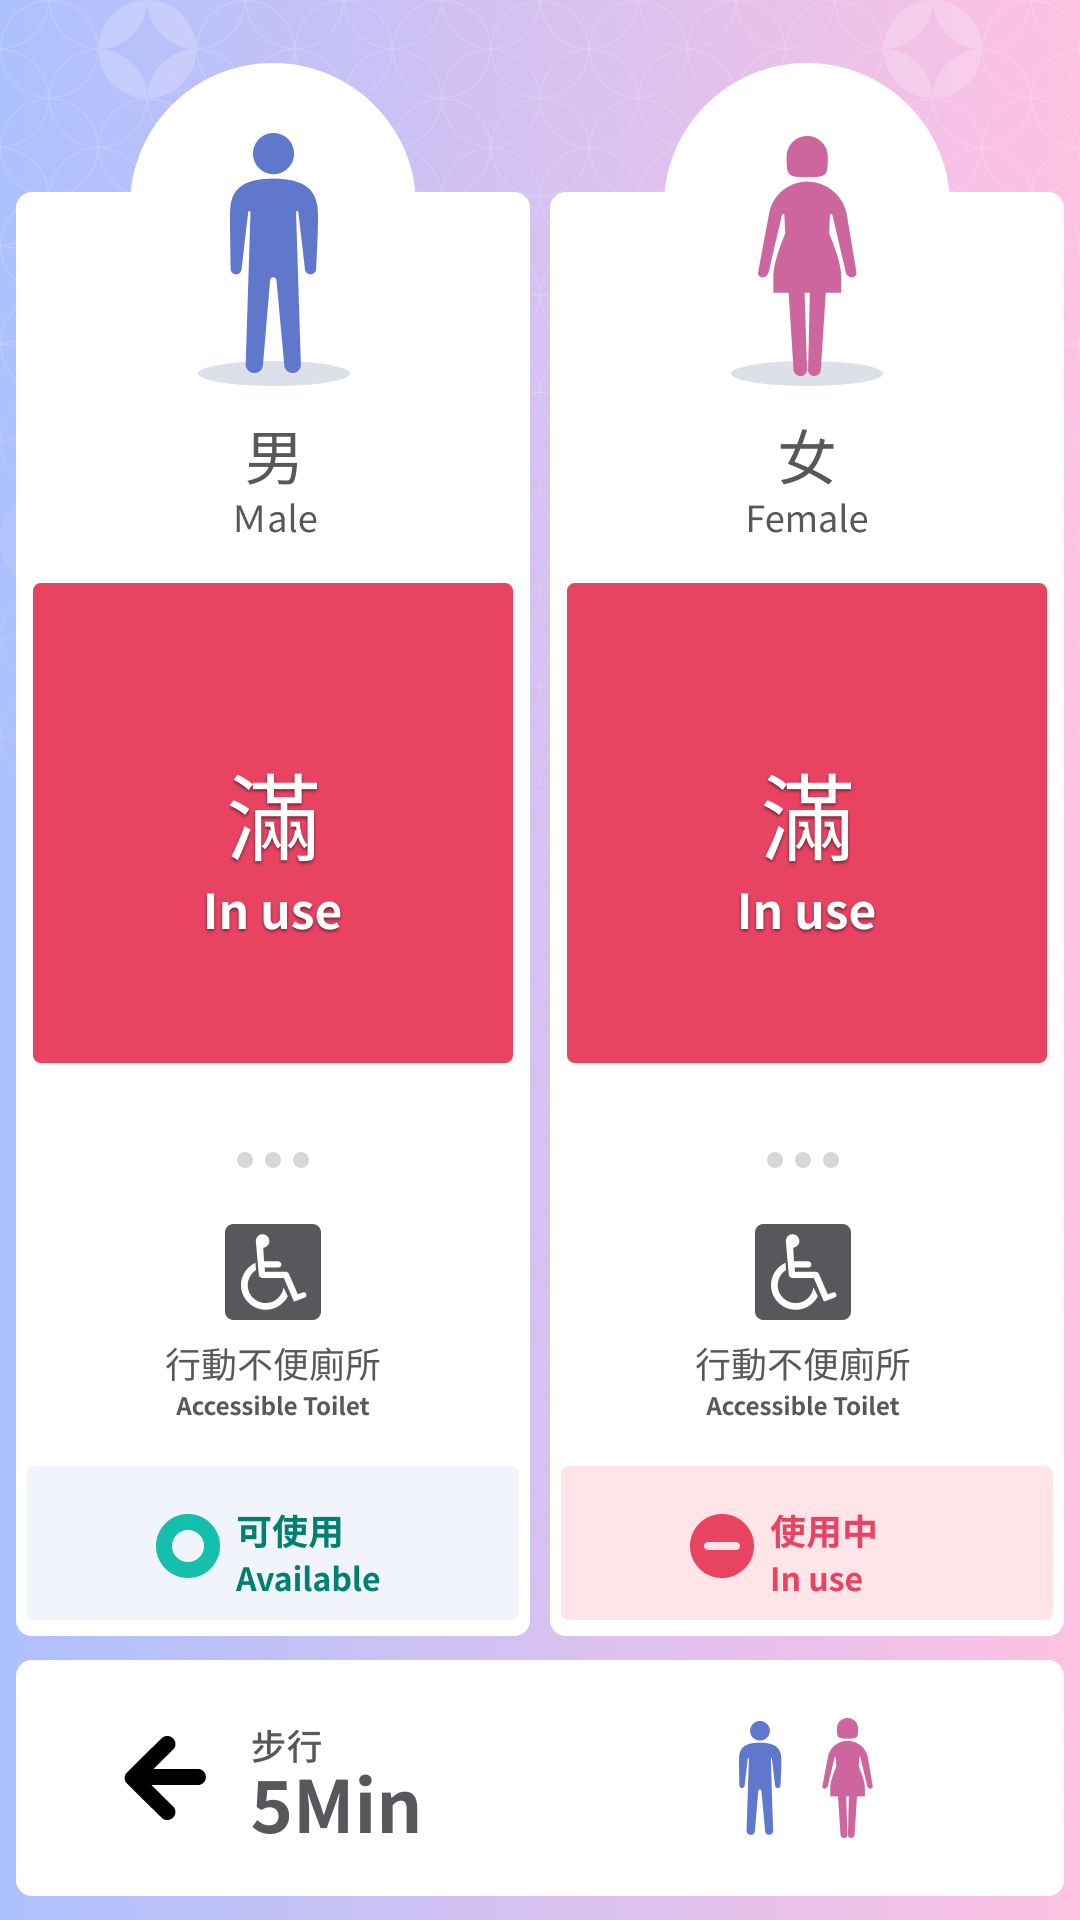 男
Male
滿
In use
行動不便廁所
Accessible Toilet
可使用
Available
女
Female
滿
In use
行動不便廁所
Accessible Toilet
使用中
In use
步行
5Min